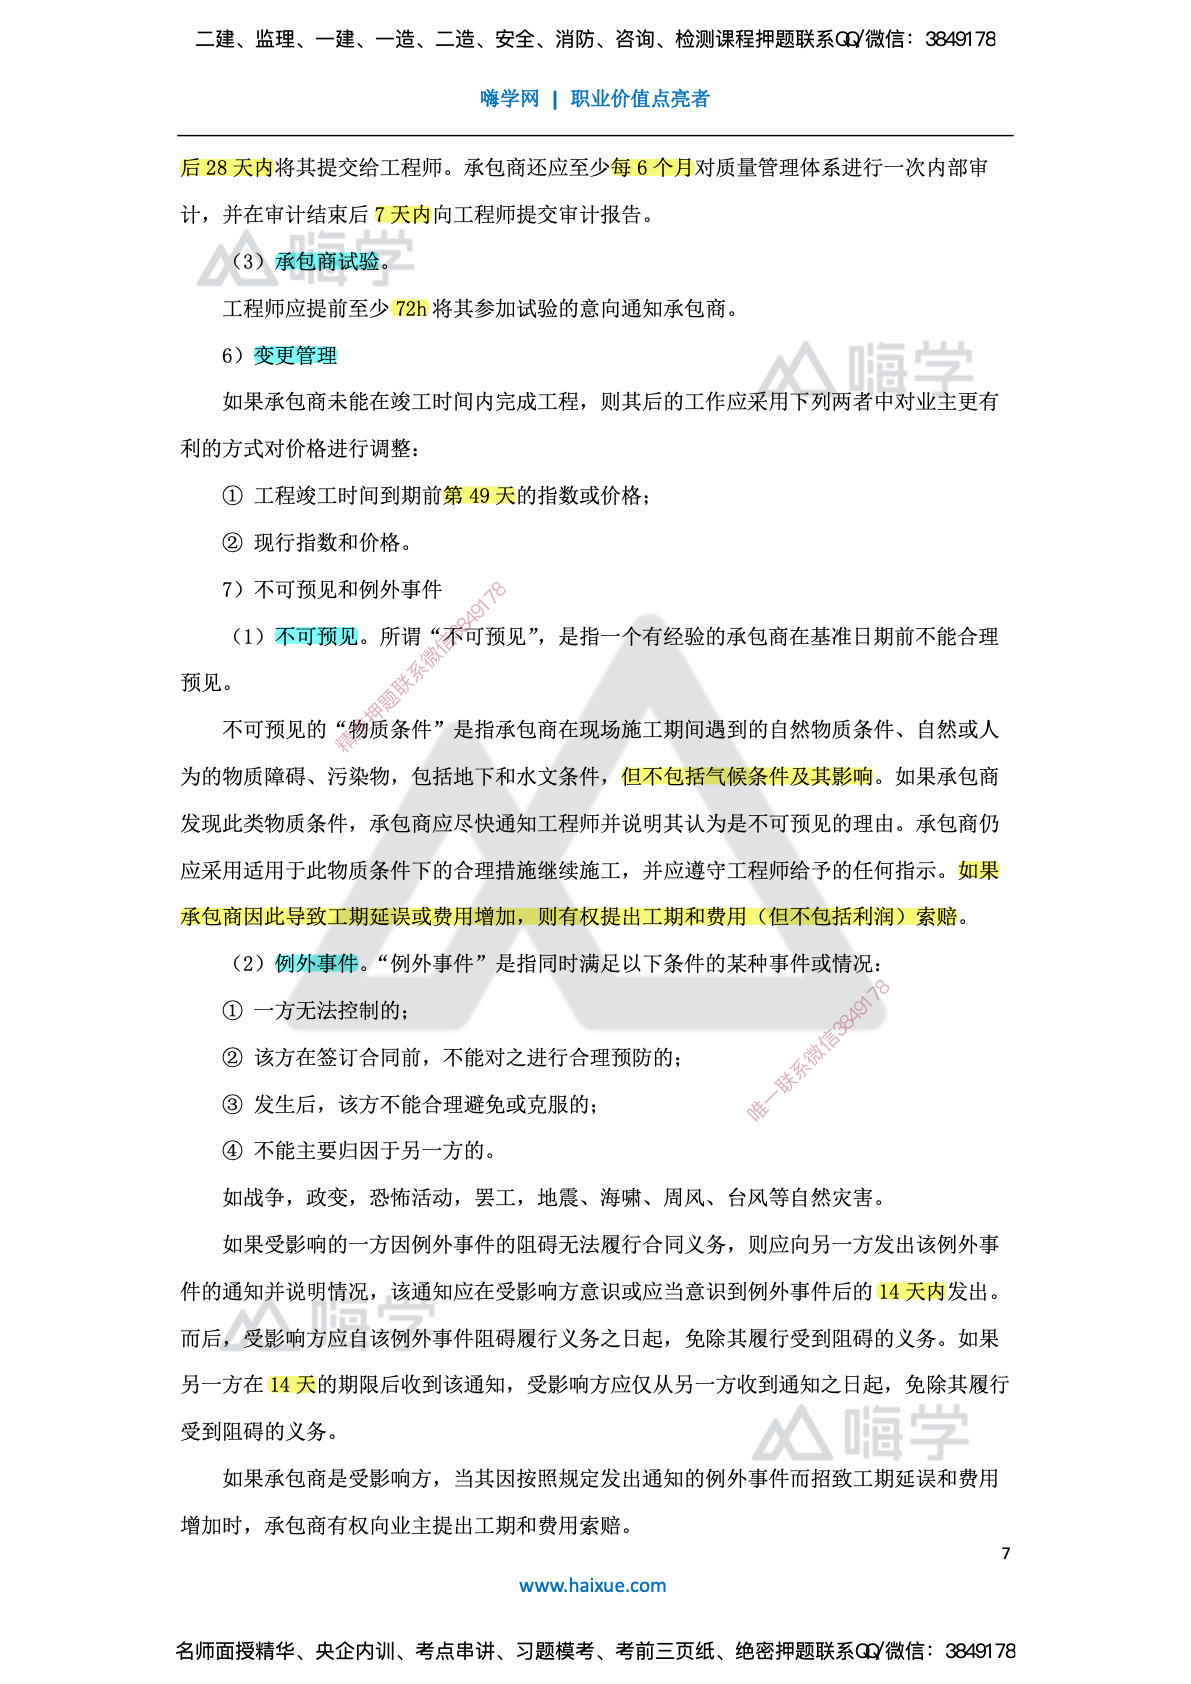 二建、监理、一建、一造、二造、安全、消防、咨询、检测课程押题联系QQ/微信：3849178
嗨学网 | 职业价值点亮者
后 28 天内将其提交给工程师。承包商还应至少每 6 个月对质量管理体系进行一次内部审
计，并在审计结束后 7 天内向工程师提交审计报告。
嗨学
（3）承包商试验。
工程师应提前至少 72h 将其参加试验的意向通知承包商。
6）变更管理
嗨学
如果承包商未能在竣工时间内完成工程，则其后的工作应采用下列两者中对业主更有
利的方式对价格进行调整：
① 工程竣工时间到期前第 49 天的指数或价格；
② 现行指数和价格。
7）不可预见和例外事件
（1）不可预见。所谓“不可预见”，是指一个有经验的承包商在基准日期前不能合理
预见。
精准押题联系微信3849178
不可预见的“物质条件”是指承包商在现场施工期间遇到的自然物质条件、自然或人
为的物质障碍、污染物，包括地下和水文条件，但不包括气候条件及其影响。如果承包商
发现此类物质条件，承包商应尽快通知工程师并说明其认为是不可预见的理由。承包商仍
应采用适用于此物质条件下的合理措施继续施工，并应遵守工程师给予的任何指示。如果
承包商因此导致工期延误或费用增加，则有权提出工期和费用（但不包括利润）索赔。
（2）例外事件。“例外事件”是指同时满足以下条件的某种事件或情况：
① 一方无法控制的；
② 该方在签订合同前，不能对之进行合理预防的；
③ 发生后，该方不能合理避免或克服的；
唯一联系微信3849178
④ 不能主要归因于另一方的。
如战争，政变，恐怖活动，罢工，地震、海啸、周风、台风等自然灾害。
如果受影响的一方因例外事件的阻碍无法履行合同义务，则应向另一方发出该例外事
件的通知并说明情况，该通知应在受影响方意识到或应当意识到例外事件后的 14 天内发出。
嗨学
而后，受影响方应自该例外事件阻碍履行义务之日起，免除其履行受到阻碍的义务。如果
另一方在 14 天的期限后收到该通知，受影响方应仅从另一方收到通知之日起，免除其履行
受到阻碍的义务。
嗨学
如果承包商是受影响方，当其因按照规定发出通知的例外事件而招致工期延误和费用
增加时，承包商有权向业主提出工期和费用索赔。
7
www.haixue.com
名师面授精华、央企内训、考点串讲、习题模考、考前三页纸、绝密押题联系QQ/微信：3849178